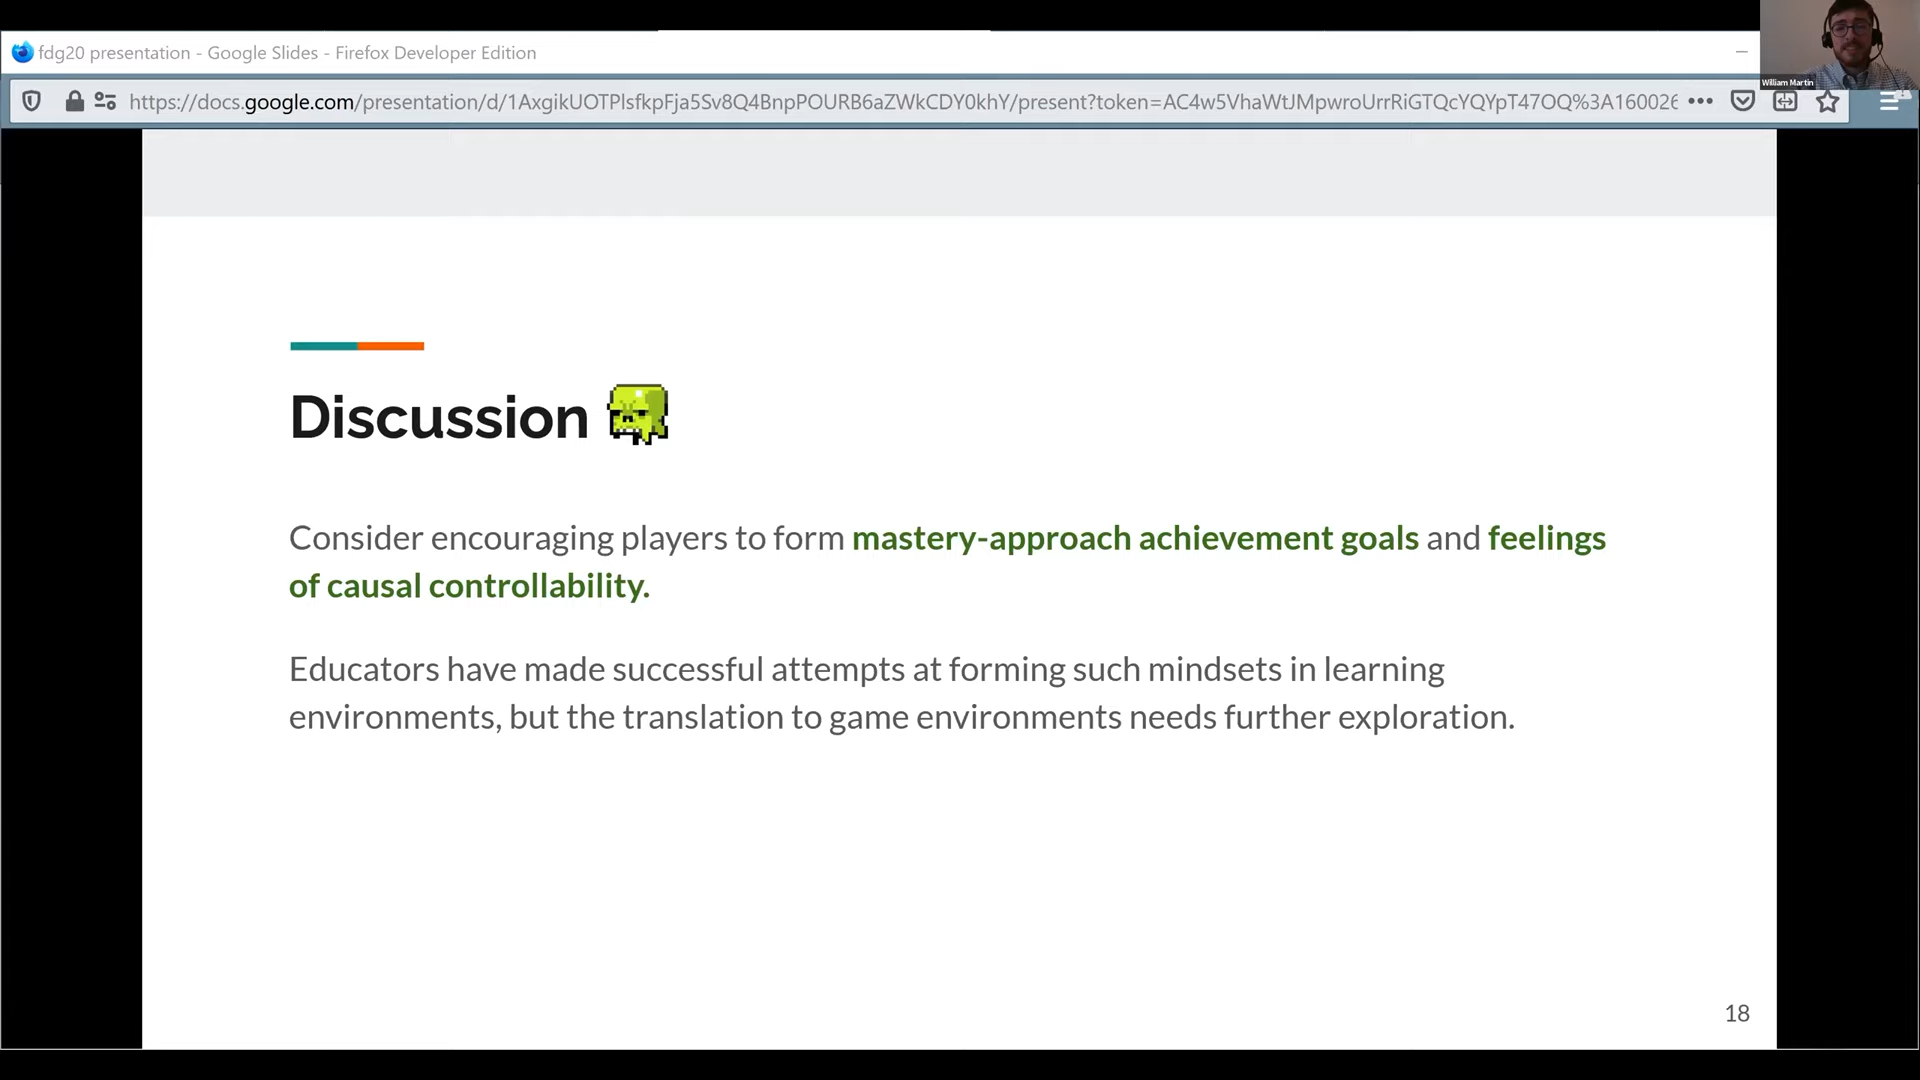 fdg20 presentation - Google Slides - Firefox Developer Edition
William Martin
https://docs.google.com/presentation/d/1AxgikUOTPlsfkpFja5Sv8Q4BnpPOURB6aZWkCDY0khY/present?token=AC4w5VhaWtJMpwroUrrRiGTQcYQYpT47OQ%3A160026
Discussion
Consider encouraging players to form mastery-approach achievement goals and feelings
of causal controllability.
Educators have made successful attempts at forming such mindsets in learning
environments, but the translation to game environments needs further exploration.
18